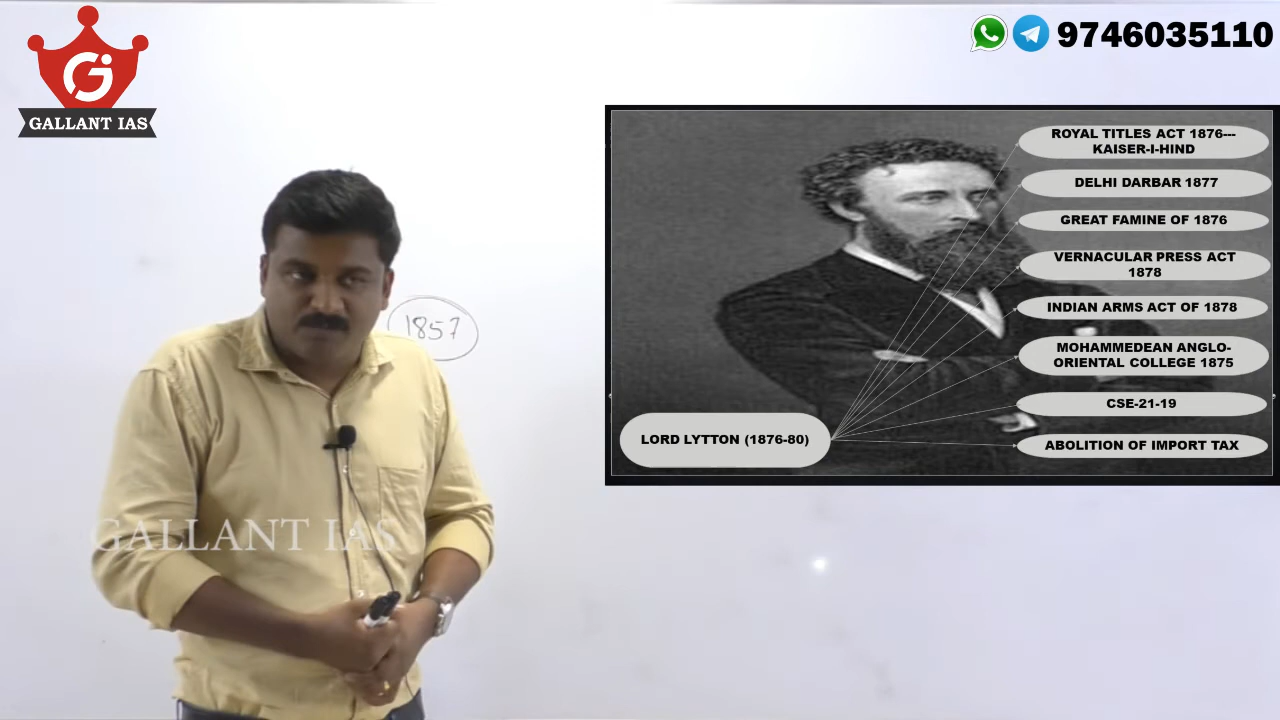 GALLANT IAS
9746035110
ROYAL TITLES ACT 1876---
KAISER-I-HIND
DELHI DARBAR 1877
GREAT FAMINE OF 1876
VERNACULAR PRESS ACT
1878
INDIAN ARMS ACT OF 1878
MOHAMMEDEAN ANGLO-
ORIENTAL COLLEGE 1875
CSE-21-19
ABOLITION OF IMPORT TAX
LORD LYTTON (1876-80)
1857
GALLANT IAS